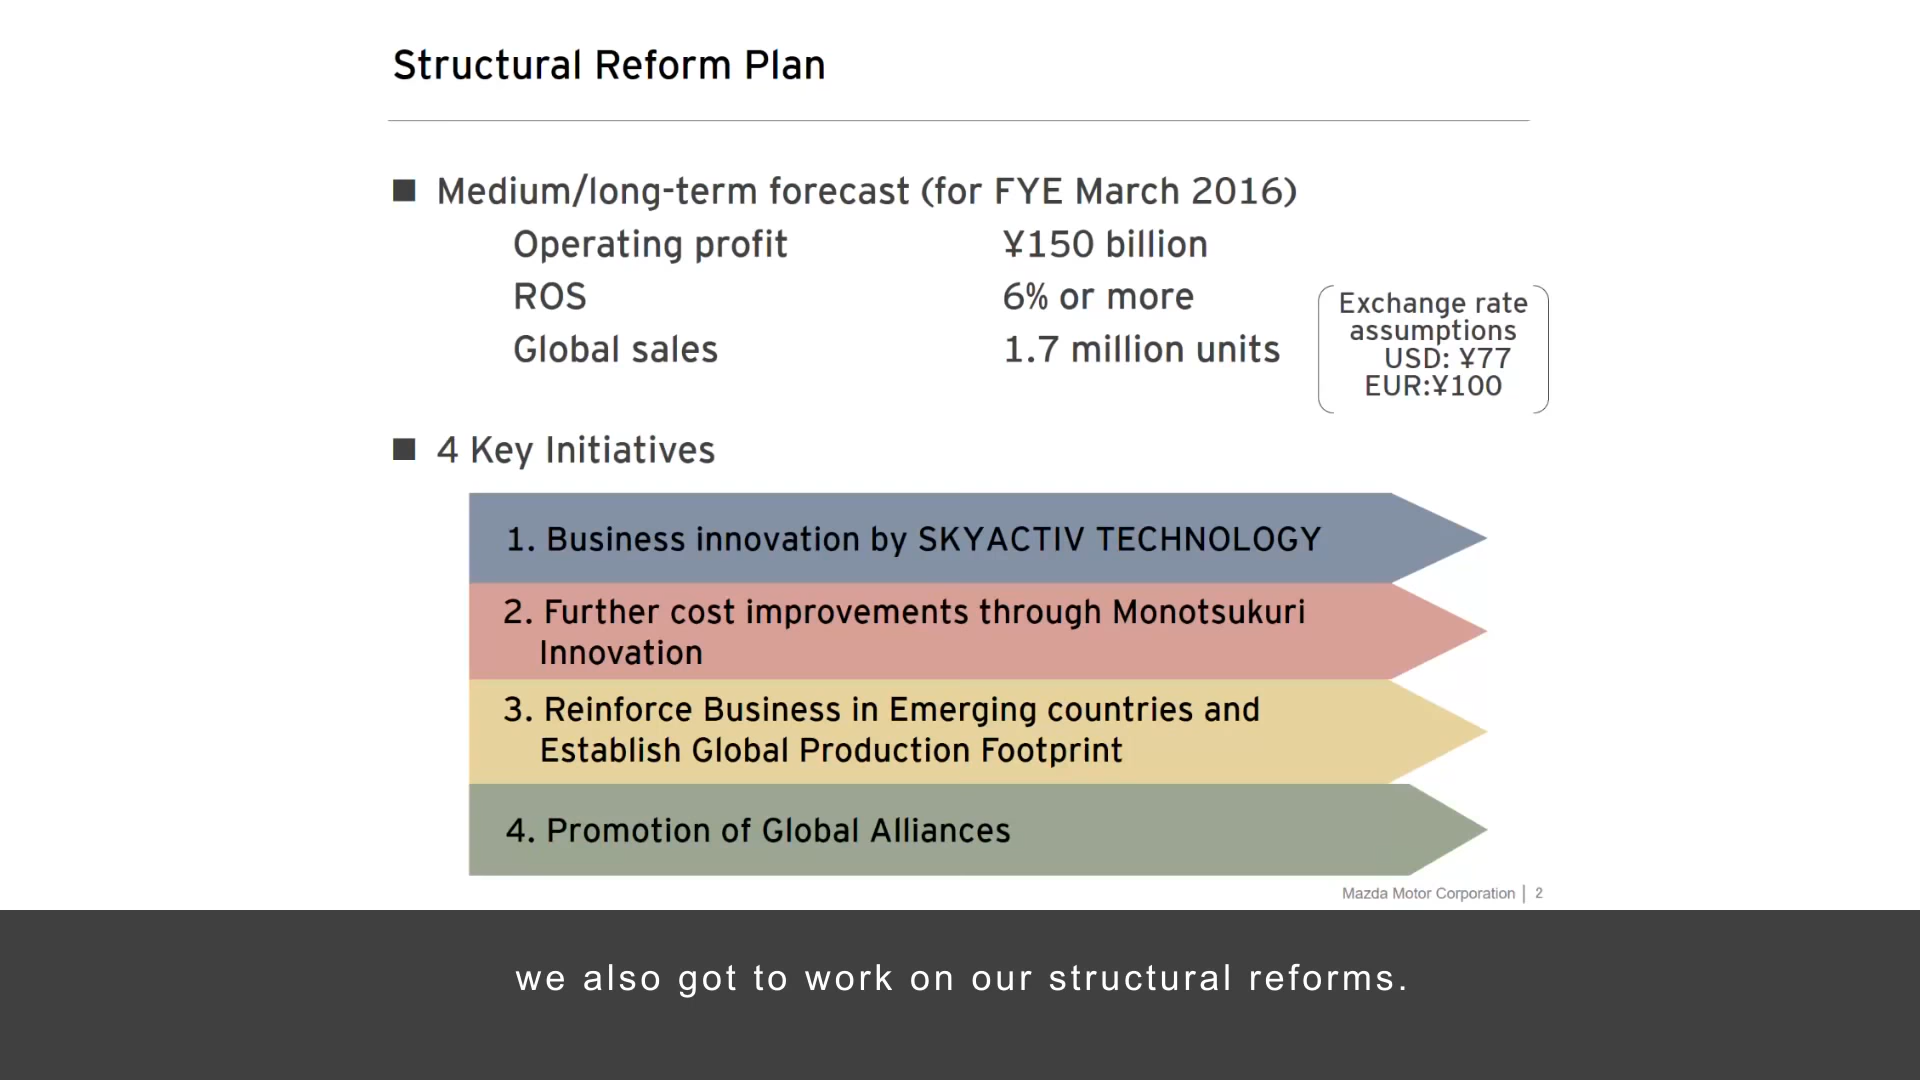 Structural Reform Plan
Medium/long-term forecast (for FYE March 2016)
Operating profit ¥150 billion
ROS 6% or more
Global sales 1.7 million units
Exchange rate
assumptions
USD: ¥77
EUR:¥100
4 Key Initiatives
1. Business innovation by SKYACTIV TECHNOLOGY
2. Further cost improvements through Monotsukuri
Innovation
3. Reinforce Business in Emerging countries and
Establish Global Production Footprint
4. Promotion of Global Alliances
Mazda Motor Corporation | 2
we also got to work on our structural reforms.